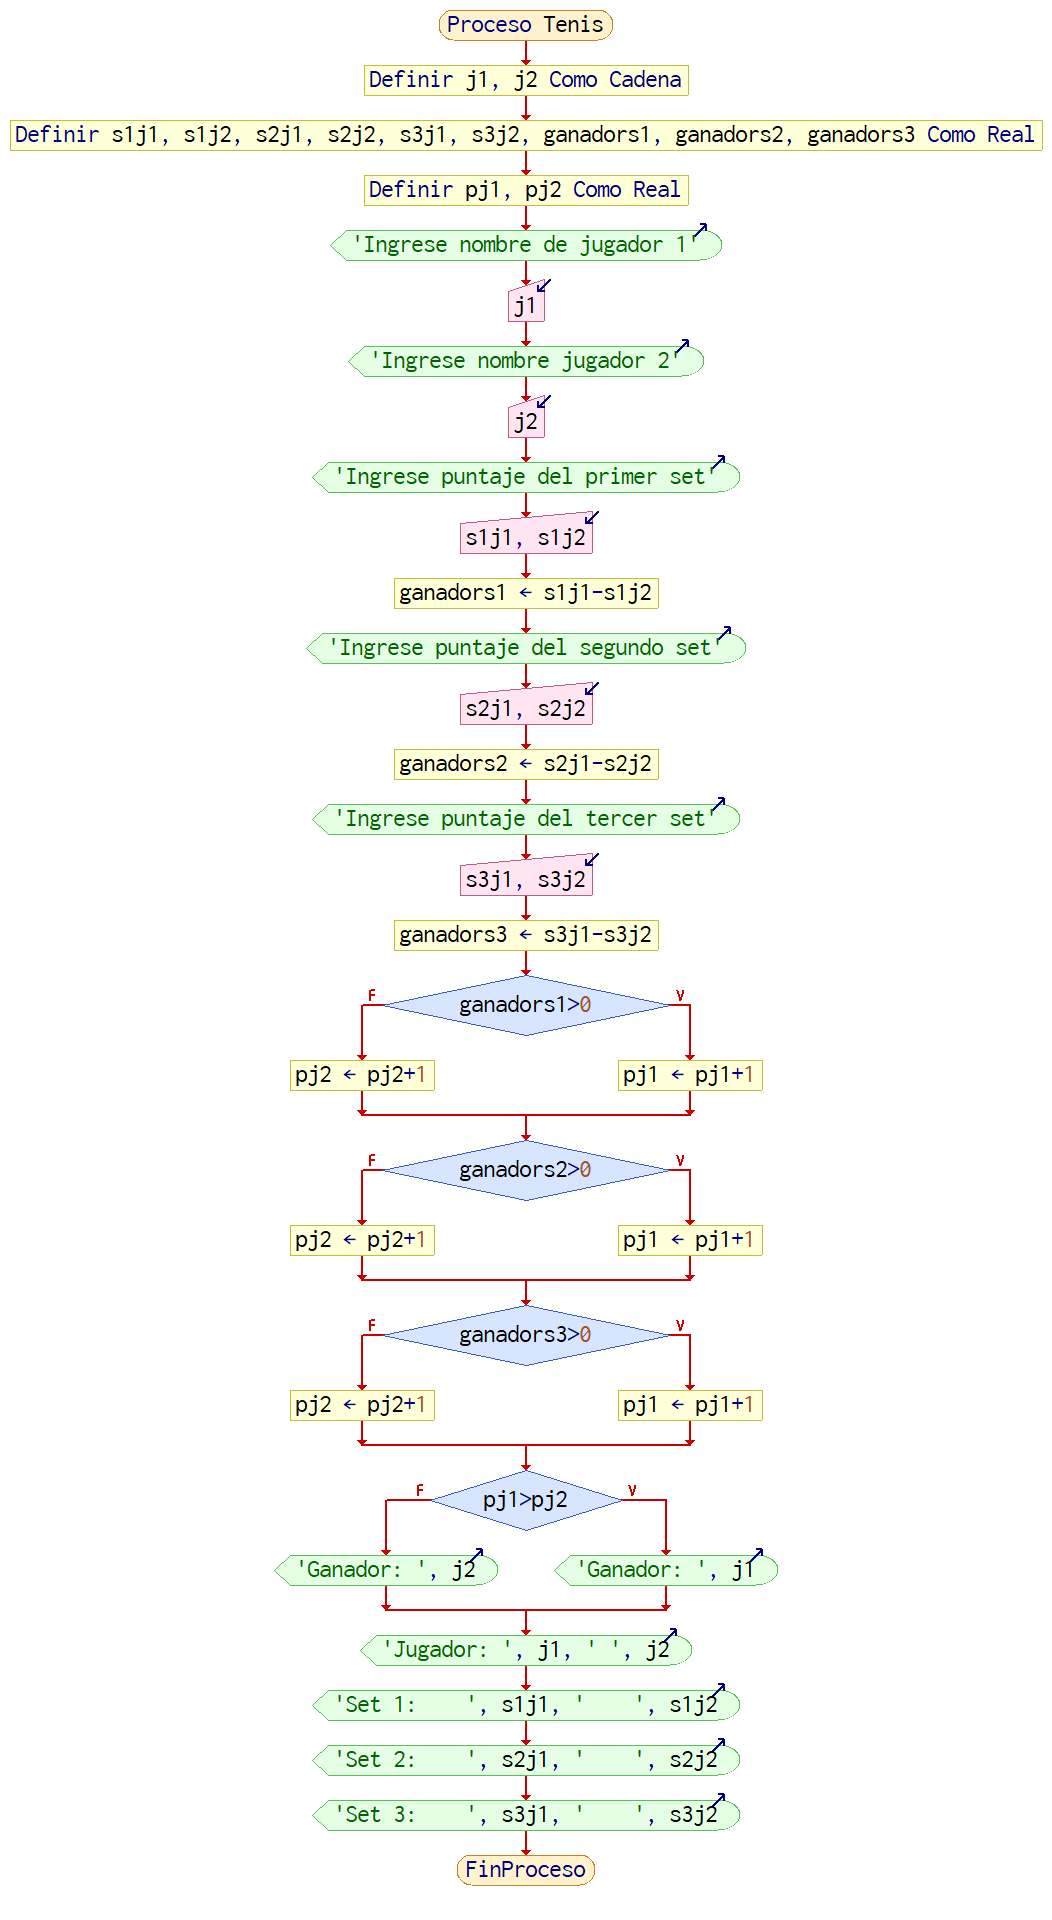 Proceso Tenis
Definir j1, j2 Como Cadena
Definir s1j1, s1j2, s2j1, s2j2, s3j1, s3j2, ganadors1, ganadors2, ganadors3 Como Real
Definir pj1, pj2 Como Real
'Ingrese nombre de jugador 1'
j1
'Ingrese nombre jugador 2'
j2
'Ingrese puntaje del primer set'
s1j1, s1j2
ganadors1 ← s1j1-s1j2
'Ingrese puntaje del segundo set'
s2j1, s2j2
ganadors2 ← s2j1-s2j2
'Ingrese puntaje del tercer set'
s3j1, s3j2
ganadors3 ← s3j1-s3j2
F ganadors1>0 V
pj2 ← pj2+1 pj1 ← pj1+1
F ganadors2>0 V
pj2 ← pj2+1 pj1 ← pj1+1
F ganadors3>0 V
pj2 ← pj2+1 pj1 ← pj1+1
F pj1>pj2 V
'Ganador: ', j2 'Ganador: ', j1
'Jugador: ', j1, ' ', j2
'Set 1:    ', s1j1, '    ', s1j2
'Set 2:    ', s2j1, '    ', s2j2
'Set 3:    ', s3j1, '    ', s3j2
FinProceso